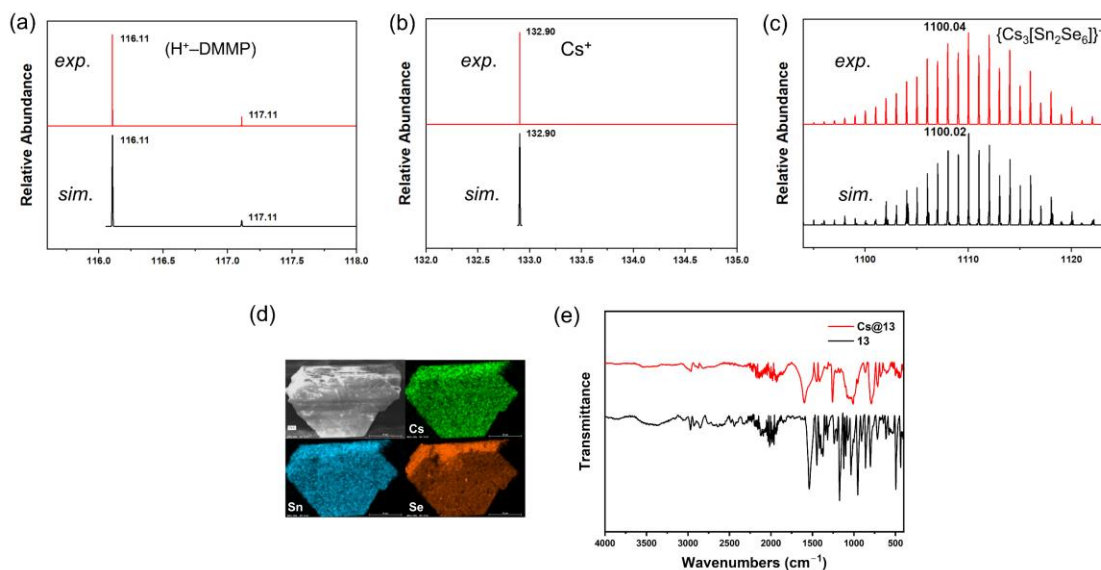 (a)
116.11
(H⁺–DMMP)
exp.
117.11
116.11
sim.
117.11
Relative Abundance
116.0 116.5 117.0 117.5 118.0
(b)
132.90
Cs⁺
exp.
132.90
sim.
Relative Abundance
132.0 132.5 133.0 133.5 134.0 134.5 135.0
(c)
1100.04
{Cs₃[Sn₂Se₆]}⁻
exp.
1100.02
sim.
Relative Abundance
1100 1110 1120
(d)
Cs
Sn
Se
(e)
Cs@13
13
Transmittance
4000 3500 3000 2500 2000 1500 1000 500
Wavenumbers (cm⁻¹)